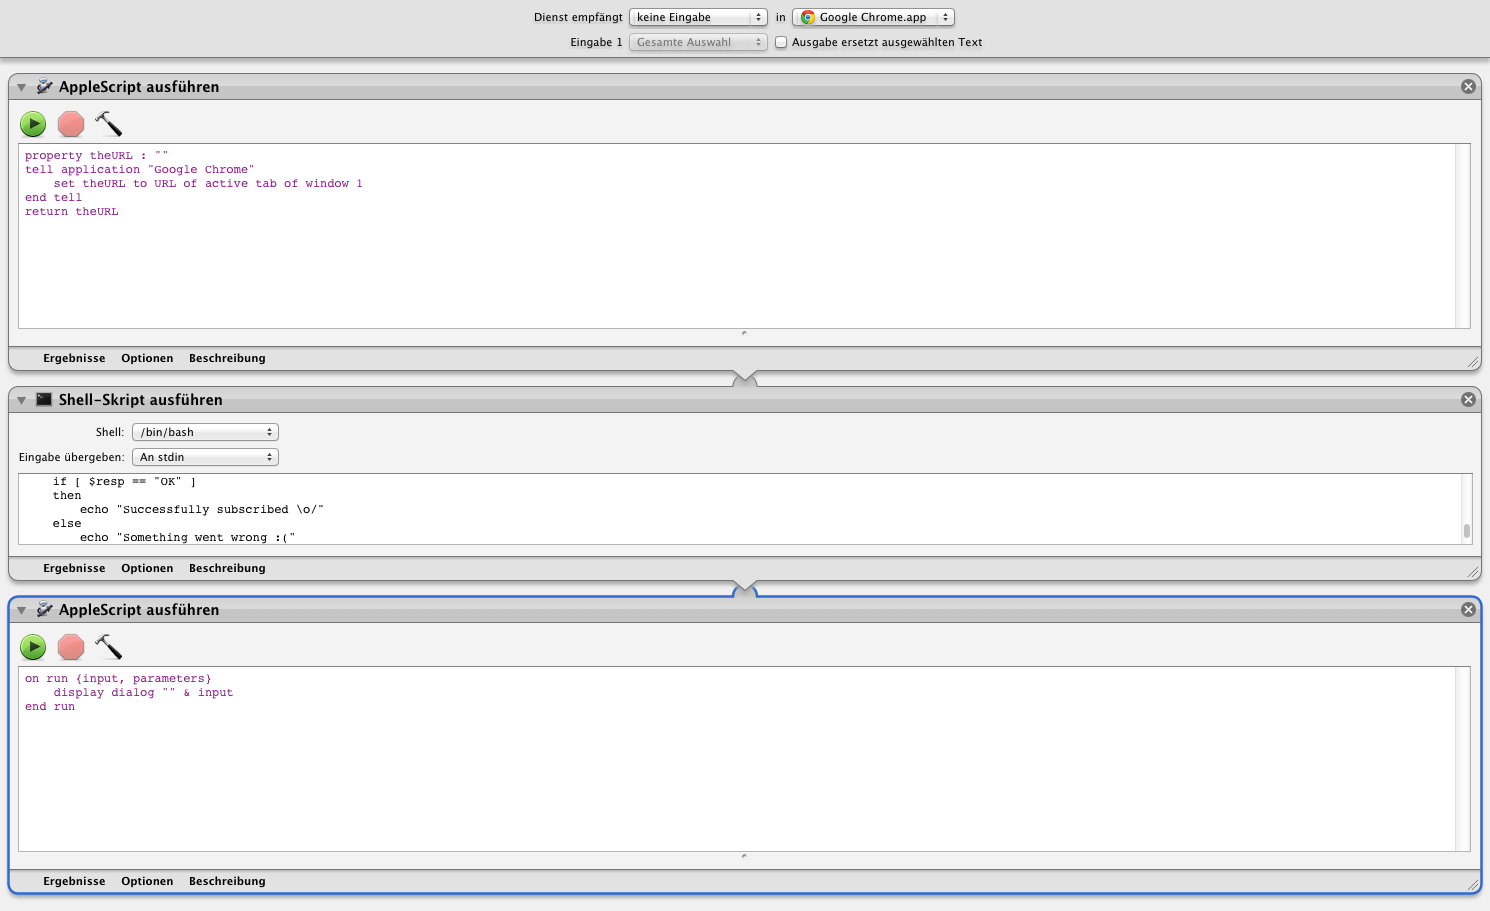 Dienst empfängt keine Eingabe in Google Chrome.app
Eingabe 1 Gesamte Auswahl Ausgabe ersetzt ausgewählten Text
AppleScript ausführen
property theURL : ""
tell application "Google Chrome"
    set theURL to URL of active tab of window 1
end tell
return theURL
Ergebnisse Optionen Beschreibung
Shell-Skript ausführen
Shell: /bin/bash
Eingabe übergeben: An stdin
    if [ $resp == "OK" ]
    then
        echo "Successfully subscribed \o/"
    else
        echo "Something went wrong :("
Ergebnisse Optionen Beschreibung
AppleScript ausführen
on run {input, parameters}
    display dialog "" & input
end run
Ergebnisse Optionen Beschreibung